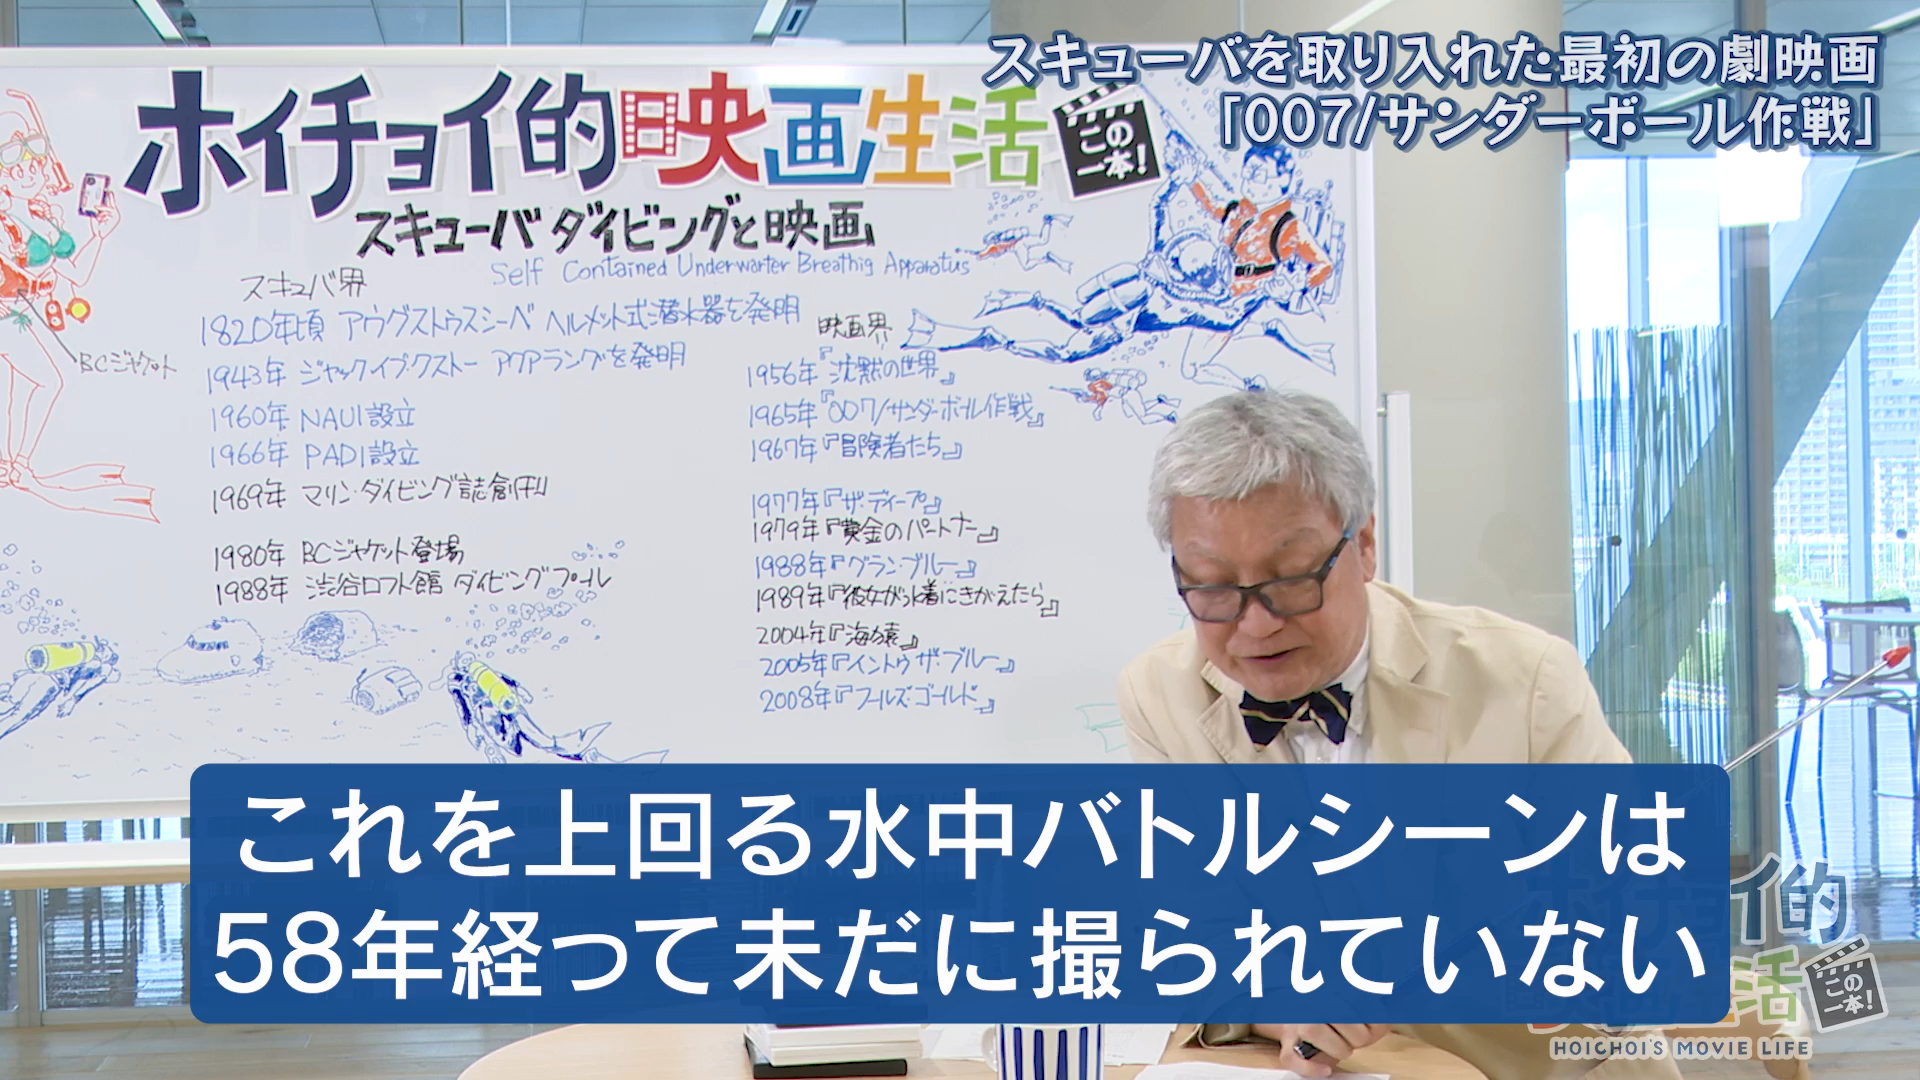 スキューバを取り入れた最初の劇映画
「007/サンダーボール作戦」
ホイチョイ的映画生活
この一本!
スキューバダイビングと映画
Self Contained Underwarter Breathig Apparatus
スキューバ界
1820年頃 アウグストゥスシーベ ヘルメット式潜水器を発明
1943年 ジャックイブ・クストー アクアラングを発明
1960年 NAUI設立
1966年 PADI設立
1969年 マリン・ダイビング誌創刊
1980年 BCジャケット登場
1988年 渋谷ロフト館 ダイビングプール
BCジャケット
映画界
1956年『沈黙の世界』
1965年『007/サンダーボール作戦』
1967年『冒険者たち』
1977年『ザ・ディープ』
1979年『黄金のパートナー』
1988年『グラン・ブルー』
1989年『彼女が水着にきがえたら』
2004年『海猿』
2005年『イントゥ ザ・ブルー』
2008年『フールズ・ゴールド』
これを上回る水中バトルシーンは
58年経って未だに撮られていない
ホイチョイ的
映画生活
この一本!
HOICHOI'S MOVIE LIFE